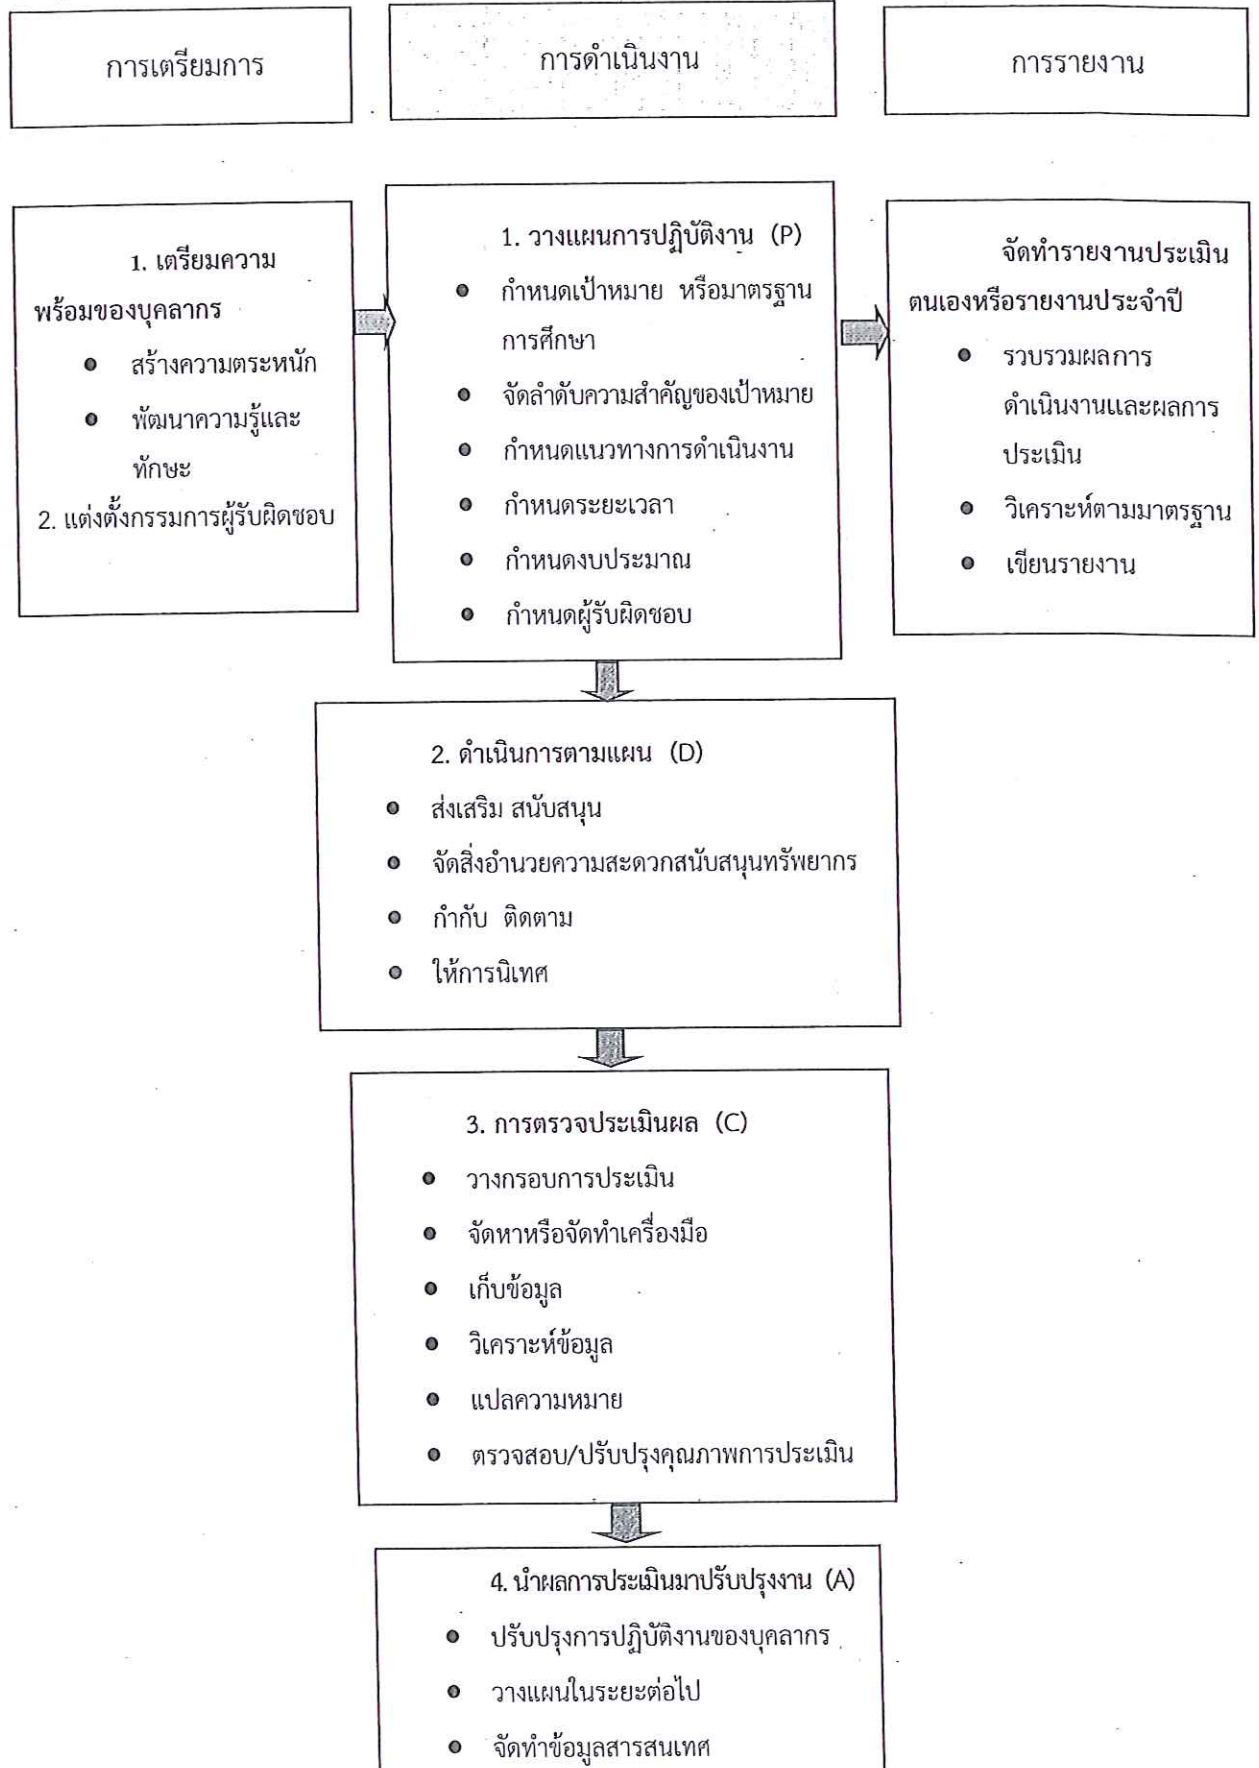 การเตรียมการ
การดำเนินงาน
การรายงาน
1. เตรียมความ
พร้อมของบุคลากร
● สร้างความตระหนัก
● พัฒนาความรู้และ
ทักษะ
2. แต่งตั้งกรรมการผู้รับผิดชอบ
1. วางแผนการปฏิบัติงาน (P)
● กำหนดเป้าหมาย หรือมาตรฐาน
การศึกษา
● จัดลำดับความสำคัญของเป้าหมาย
● กำหนดแนวทางการดำเนินงาน
● กำหนดระยะเวลา
● กำหนดงบประมาณ
● กำหนดผู้รับผิดชอบ
จัดทำรายงานประเมิน
ตนเองหรือรายงานประจำปี
● รวบรวมผลการ
ดำเนินงานและผลการ
ประเมิน
● วิเคราะห์ตามมาตรฐาน
● เขียนรายงาน
2. ดำเนินการตามแผน (D)
● ส่งเสริม สนับสนุน
● จัดสิ่งอำนวยความสะดวกสนับสนุนทรัพยากร
● กำกับ ติดตาม
● ให้การนิเทศ
3. การตรวจประเมินผล (C)
● วางกรอบการประเมิน
● จัดหาหรือจัดทำเครื่องมือ
● เก็บข้อมูล
● วิเคราะห์ข้อมูล
● แปลความหมาย
● ตรวจสอบ/ปรับปรุงคุณภาพการประเมิน
4. นำผลการประเมินมาปรับปรุงงาน (A)
● ปรับปรุงการปฏิบัติงานของบุคลากร
● วางแผนในระยะต่อไป
● จัดทำข้อมูลสารสนเทศ